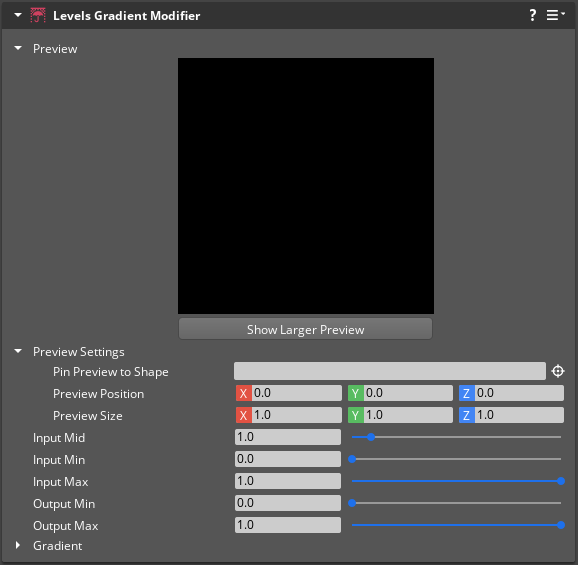 Levels Gradient Modifier ?
Preview
Show Larger Preview
Preview Settings
Pin Preview to Shape
Preview Position X 0.0 Y 0.0 Z 0.0
Preview Size X 1.0 Y 1.0 Z 1.0
Input Mid 1.0
Input Min 0.0
Input Max 1.0
Output Min 0.0
Output Max 1.0
Gradient